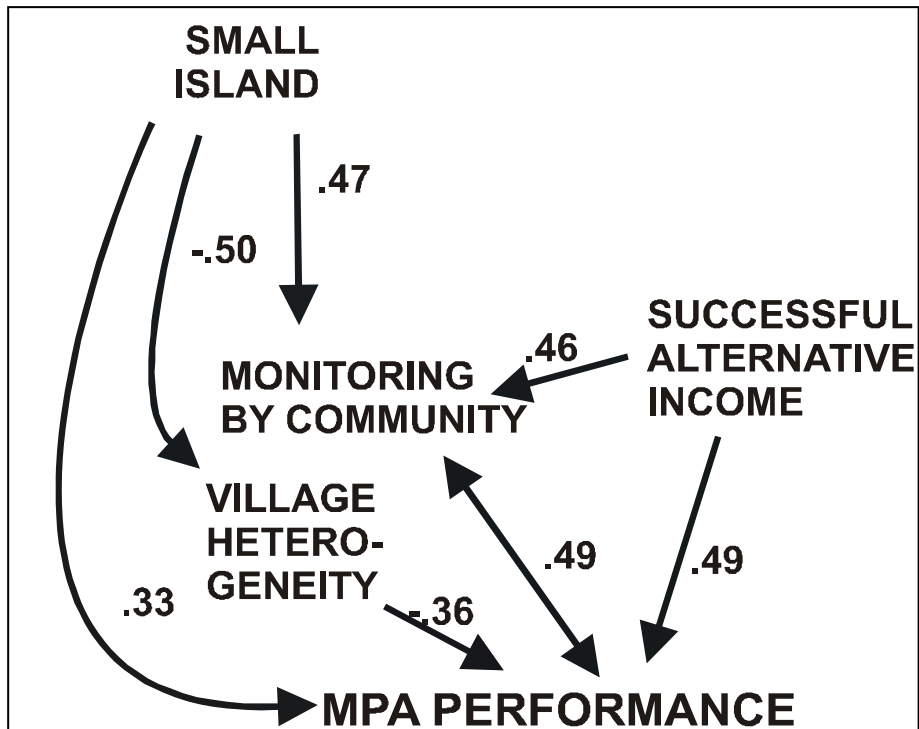 SMALL
ISLAND
.47
-.50
SUCCESSFUL
ALTERNATIVE
INCOME
.46
MONITORING
BY COMMUNITY
VILLAGE
HETERO-
GENEITY
.49
.49
.33
-.36
MPA PERFORMANCE